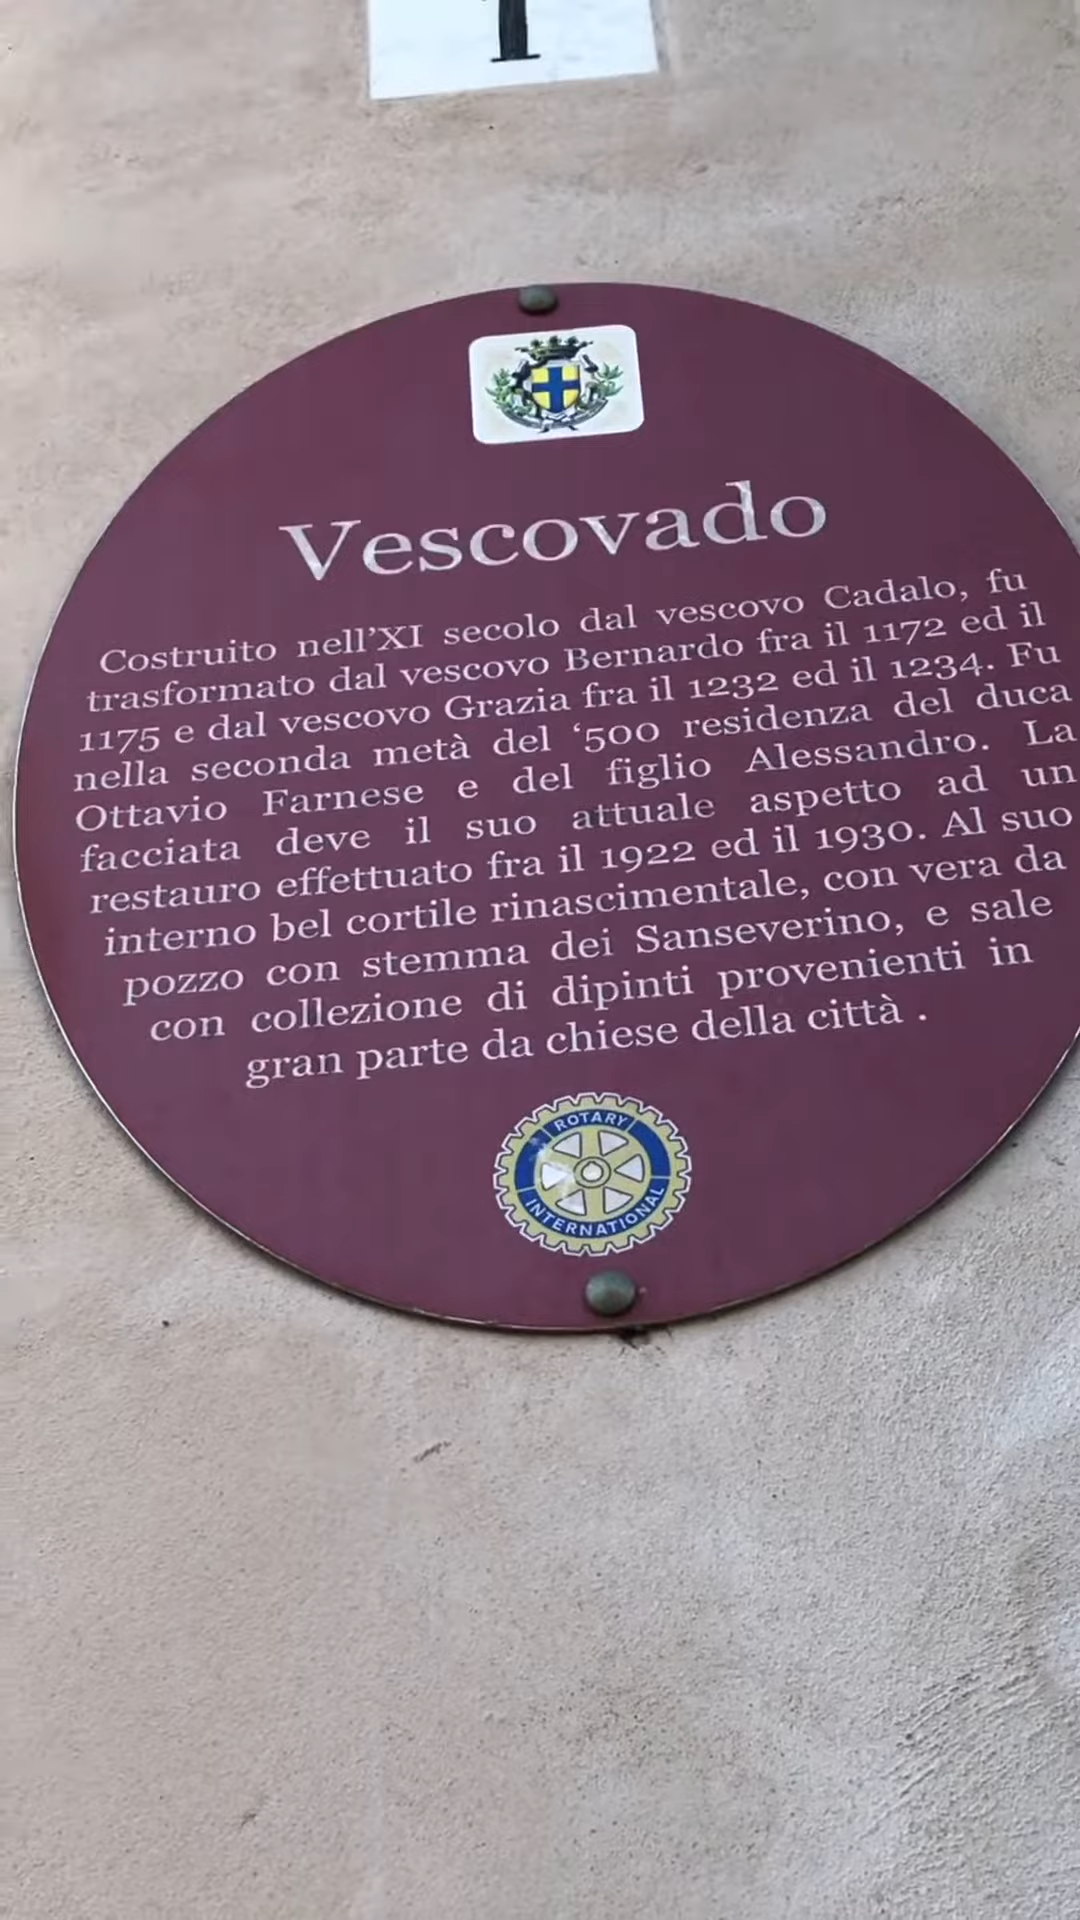 1
Vescovado
Costruito nell'XI secolo dal vescovo Cadalo, fu
trasformato dal vescovo Bernardo fra il 1172 ed il
1175 e dal vescovo Grazia fra il 1232 ed il 1234. Fu
nella seconda metà del ‘500 residenza del duca
Ottavio Farnese e del figlio Alessandro. La
facciata deve il suo attuale aspetto ad un
restauro effettuato fra il 1922 ed il 1930. Al suo
interno bel cortile rinascimentale, con vera da
pozzo con stemma dei Sanseverino, e sale
con collezione di dipinti provenienti in
gran parte da chiese della città .
ROTARY
INTERNATIONAL